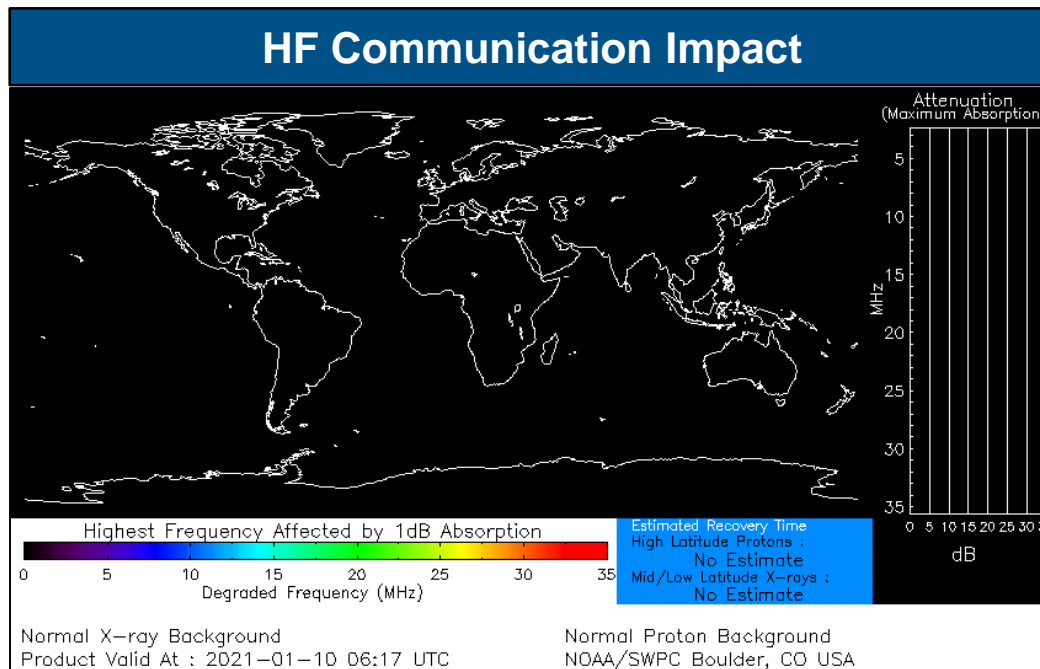 HF Communication Impact
Attenuation
(Maximum Absorption
5
10
15
20
25
30
35
MHz
0 5 10 15 20 25 30
dB
Highest Frequency Affected by 1dB Absorption
0 5 10 15 20 25 30 35
Degraded Frequency (MHz)
Estimated Recovery Time
High Latitude Protons :
No Estimate
Mid/Low Latitude X-rays :
No Estimate
Normal X-ray Background
Normal Proton Background
Product Valid At : 2021-01-10 06:17 UTC
NOAA/SWPC Boulder, CO USA